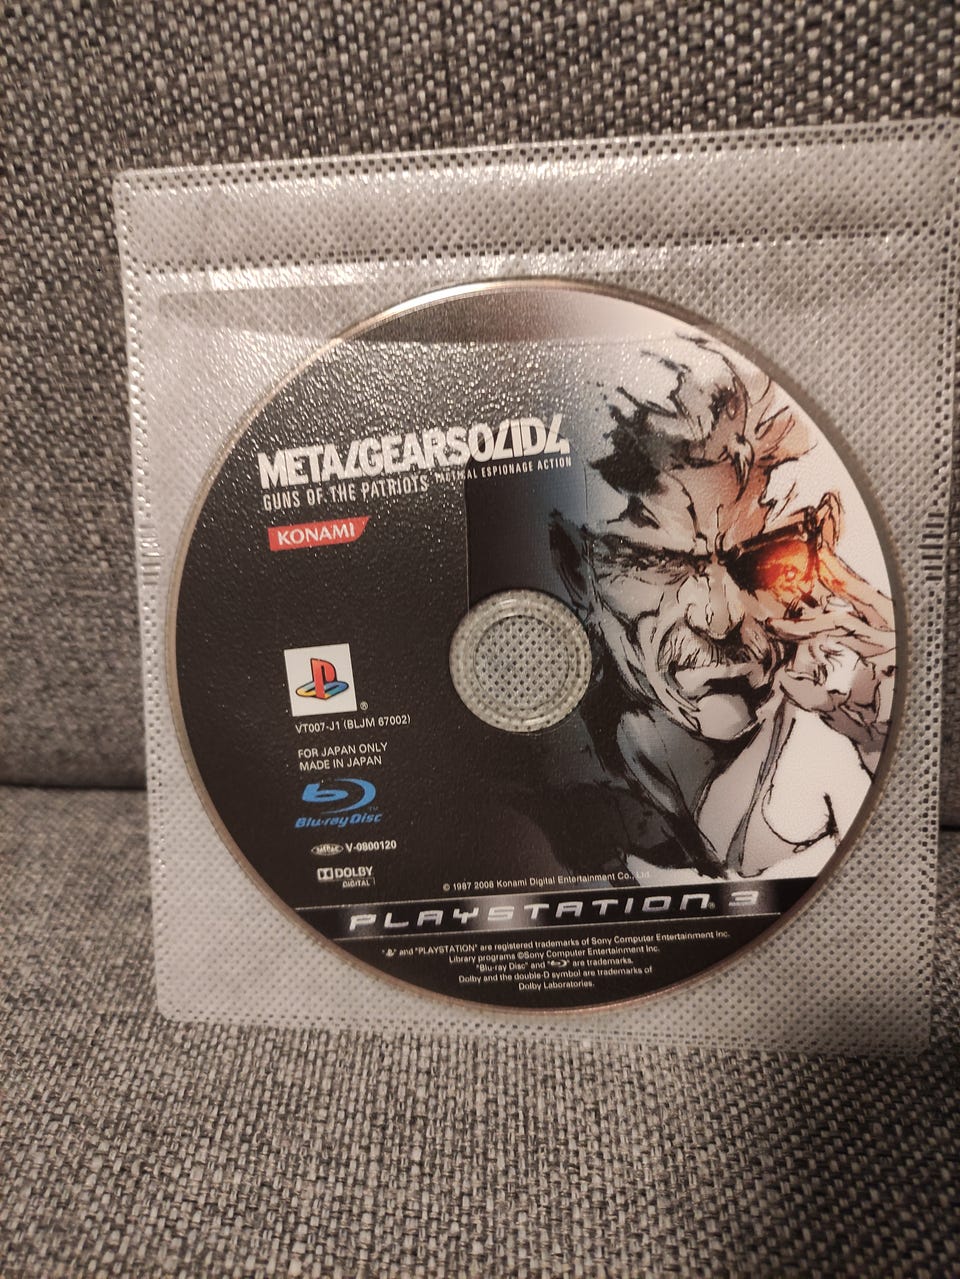 METAL GEAR SOLID 4
GUNS OF THE PATRIOTS TACTICAL ESPIONAGE ACTION
KONAMI
®
VT007-J1 (BLJM 67002)
FOR JAPAN ONLY
MADE IN JAPAN
Blu-ray Disc TM
V-0800120
DOLBY
DIGITAL
© 1987 2008 Konami Digital Entertainment Co., Ltd.
PLAYSTATION® 3
" " and "PLAYSTATION" are registered trademarks of Sony Computer Entertainment Inc.
Library programs ©Sony Computer Entertainment Inc.
"Blu-ray Disc" and " " are trademarks.
Dolby and the double-D symbol are trademarks of
Dolby Laboratories.